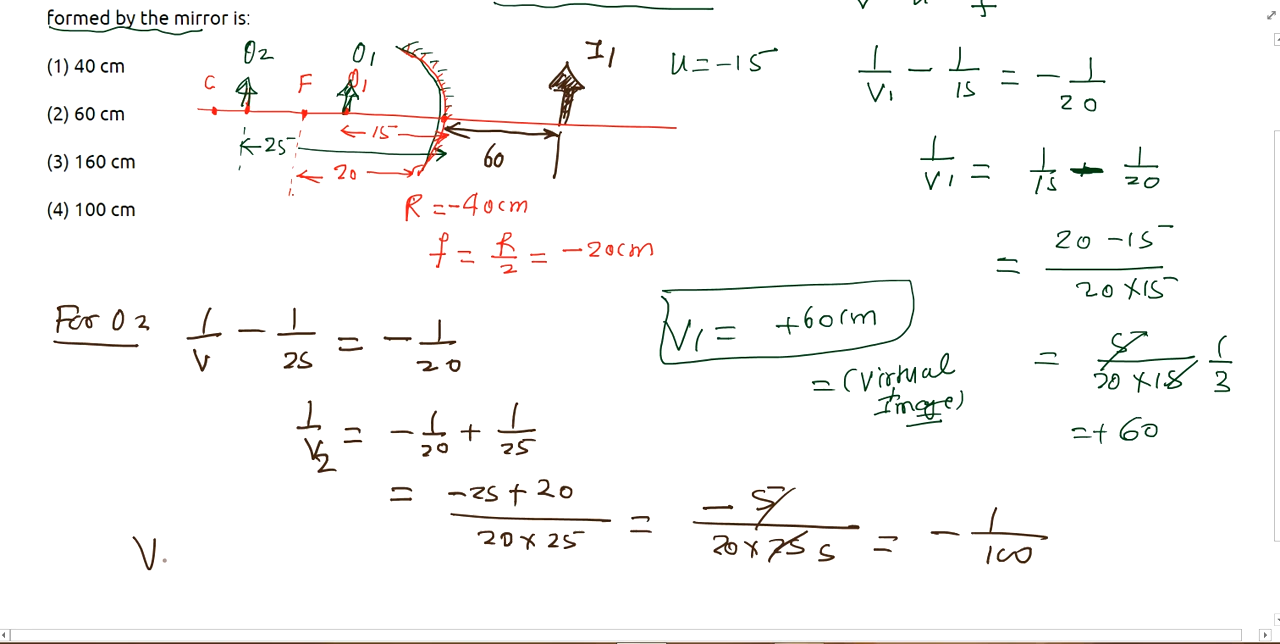 formed by the mirror is:
(1) 40 cm
(2) 60 cm
(3) 160 cm
(4) 100 cm
C O2 F O1 O1 I1
25 15 20 60
R = -40cm
f = R/2 = -20cm
u = -15
1/V1 - 1/15 = - 1/20
1/V1 = 1/15 - 1/20
= 20 - 15 / 20 × 15
= 5 / 20 × 15 1/3
= + 60
V1 = +60cm
= (Virtual
Image)
For O2 1/V - 1/25 = - 1/20
1/V2 = - 1/20 + 1/25
= -25 + 20 / 20 × 25 = - 5 / 20 × 25 5 = - 1/100
V